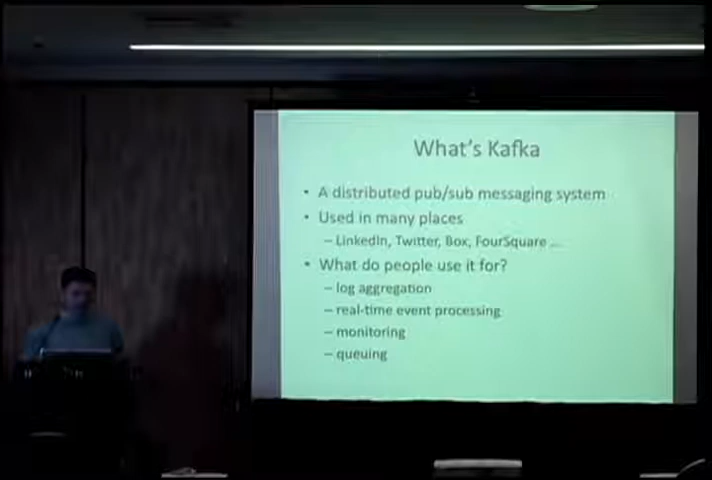 What's Kafka
• A distributed pub/sub messaging system
• Used in many places
– LinkedIn, Twitter, Box, FourSquare ...
• What do people use it for?
– log aggregation
– real-time event processing
– monitoring
– queuing